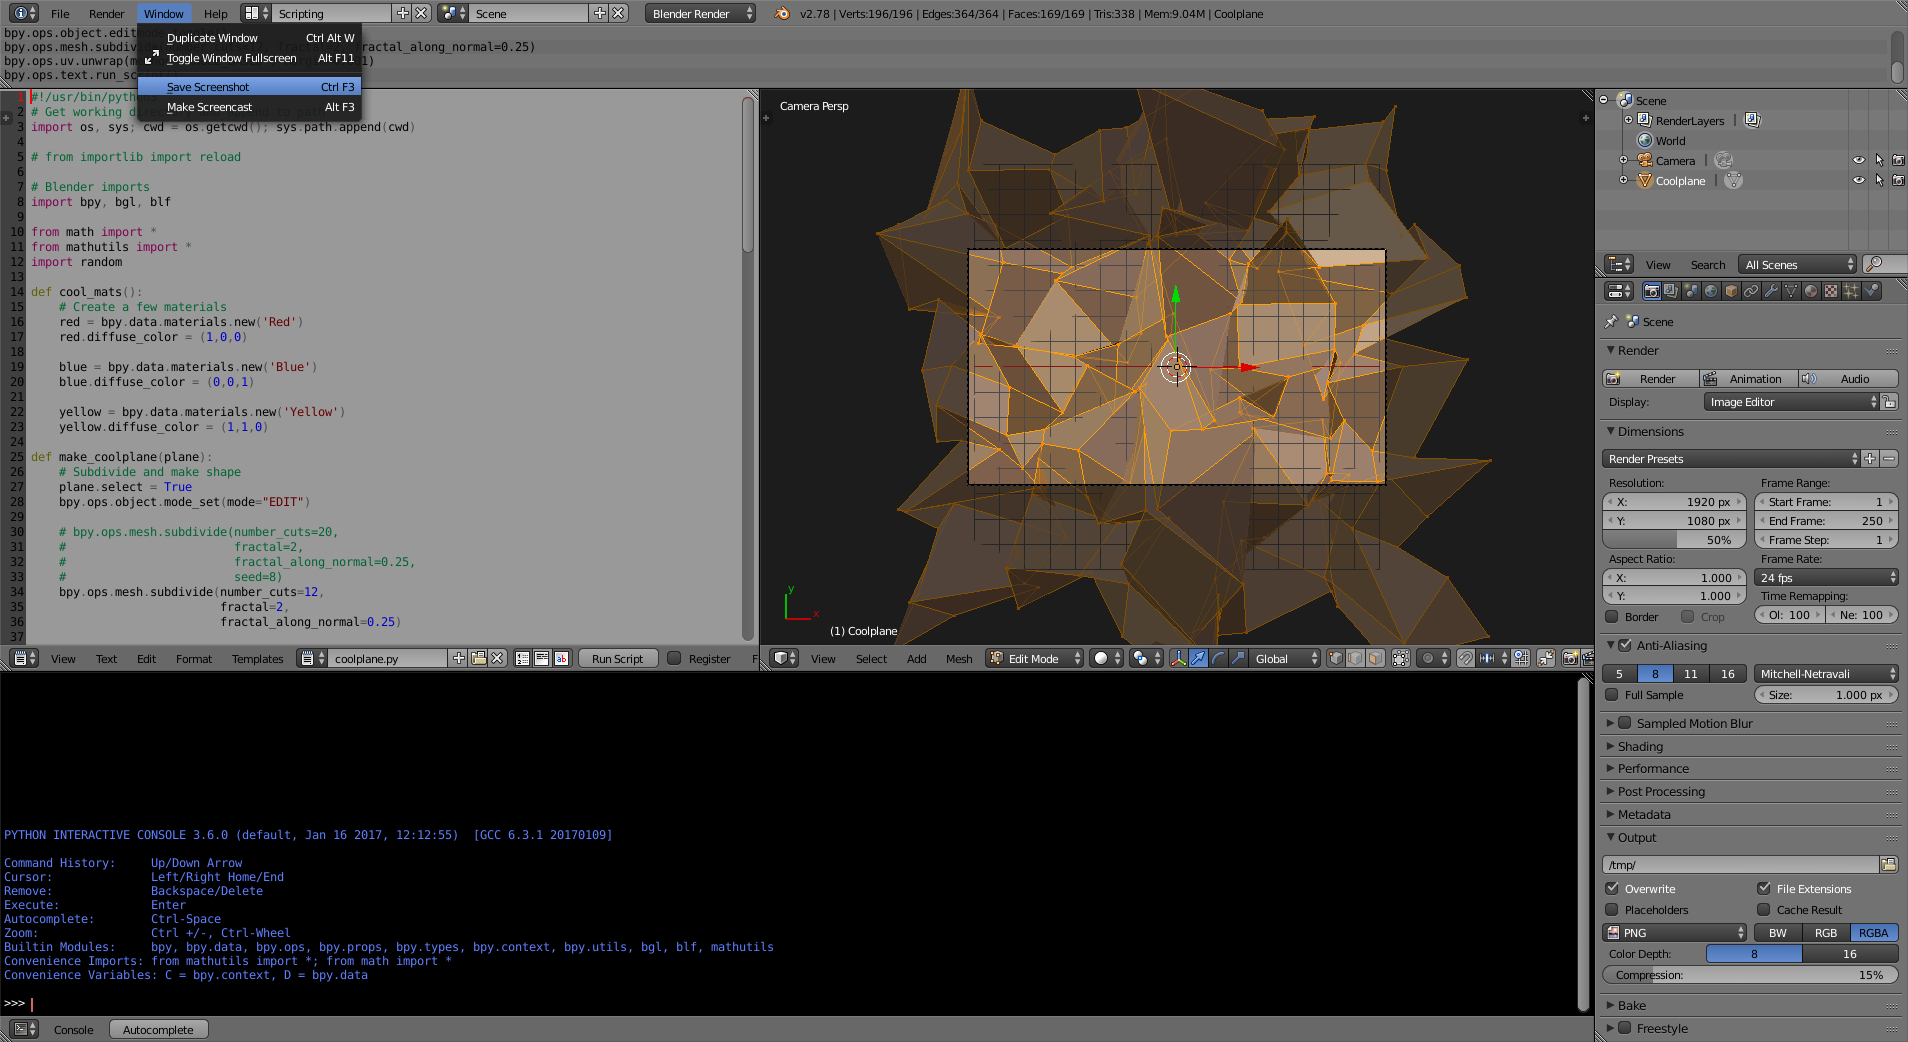 File Render Window Help Scripting Scene Blender Render v2.78 | Verts:196/196 | Edges:364/364 | Faces:169/169 | Tris:338 | Mem:9.04M | Coolplane
bpy.ops.object.editm
bpy.ops.mesh.subdivi fractal_along_normal=0.25)
bpy.ops.uv.unwrap(m
bpy.ops.text.run_s
Duplicate Window Ctrl Alt W
Toggle Window Fullscreen Alt F11
Save Screenshot Ctrl F3
Make Screencast Alt F3
1 #!/usr/bin/pyth
2 # Get working di
3 import os, sys; cwd = os.getcwd(); sys.path.append(cwd)
4
5 # from importlib import reload
6
7 # Blender imports
8 import bpy, bgl, blf
9
10 from math import *
11 from mathutils import *
12 import random
13
14 def cool_mats():
15 # Create a few materials
16 red = bpy.data.materials.new('Red')
17 red.diffuse_color = (1,0,0)
18
19 blue = bpy.data.materials.new('Blue')
20 blue.diffuse_color = (0,0,1)
21
22 yellow = bpy.data.materials.new('Yellow')
23 yellow.diffuse_color = (1,1,0)
24
25 def make_coolplane(plane):
26 # Subdivide and make shape
27 plane.select = True
28 bpy.ops.object.mode_set(mode="EDIT")
29
30 # bpy.ops.mesh.subdivide(number_cuts=20,
31 # fractal=2,
32 # fractal_along_normal=0.25,
33 # seed=8)
34 bpy.ops.mesh.subdivide(number_cuts=12,
35 fractal=2,
36 fractal_along_normal=0.25)
37
View Text Edit Format Templates coolplane.py Run Script Register F
Camera Persp
y
x
(1) Coolplane
View Select Add Mesh Edit Mode Global
PYTHON INTERACTIVE CONSOLE 3.6.0 (default, Jan 16 2017, 12:12:55) [GCC 6.3.1 20170109]
Command History: Up/Down Arrow
Cursor: Left/Right Home/End
Remove: Backspace/Delete
Execute: Enter
Autocomplete: Ctrl-Space
Zoom: Ctrl +/-, Ctrl-Wheel
Builtin Modules: bpy, bpy.data, bpy.ops, bpy.props, bpy.types, bpy.context, bpy.utils, bgl, blf, mathutils
Convenience Imports: from mathutils import *; from math import *
Convenience Variables: C = bpy.context, D = bpy.data
>>>
Console Autocomplete
Scene
RenderLayers |
World
Camera |
Coolplane |
View Search All Scenes
Scene
Render
Render Animation Audio
Display: Image Editor
Dimensions
Render Presets
Resolution: Frame Range:
X: 1920 px Start Frame: 1
Y: 1080 px End Frame: 250
50% Frame Step: 1
Aspect Ratio: Frame Rate:
X: 1.000 24 fps
Y: 1.000 Time Remapping:
Border Crop Ol: 100 Ne: 100
Anti-Aliasing
5 8 11 16 Mitchell-Netravali
Full Sample Size: 1.000 px
Sampled Motion Blur
Shading
Performance
Post Processing
Metadata
Output
/tmp/
Overwrite File Extensions
Placeholders Cache Result
PNG BW RGB RGBA
Color Depth: 8 16
Compression: 15%
Bake
Freestyle